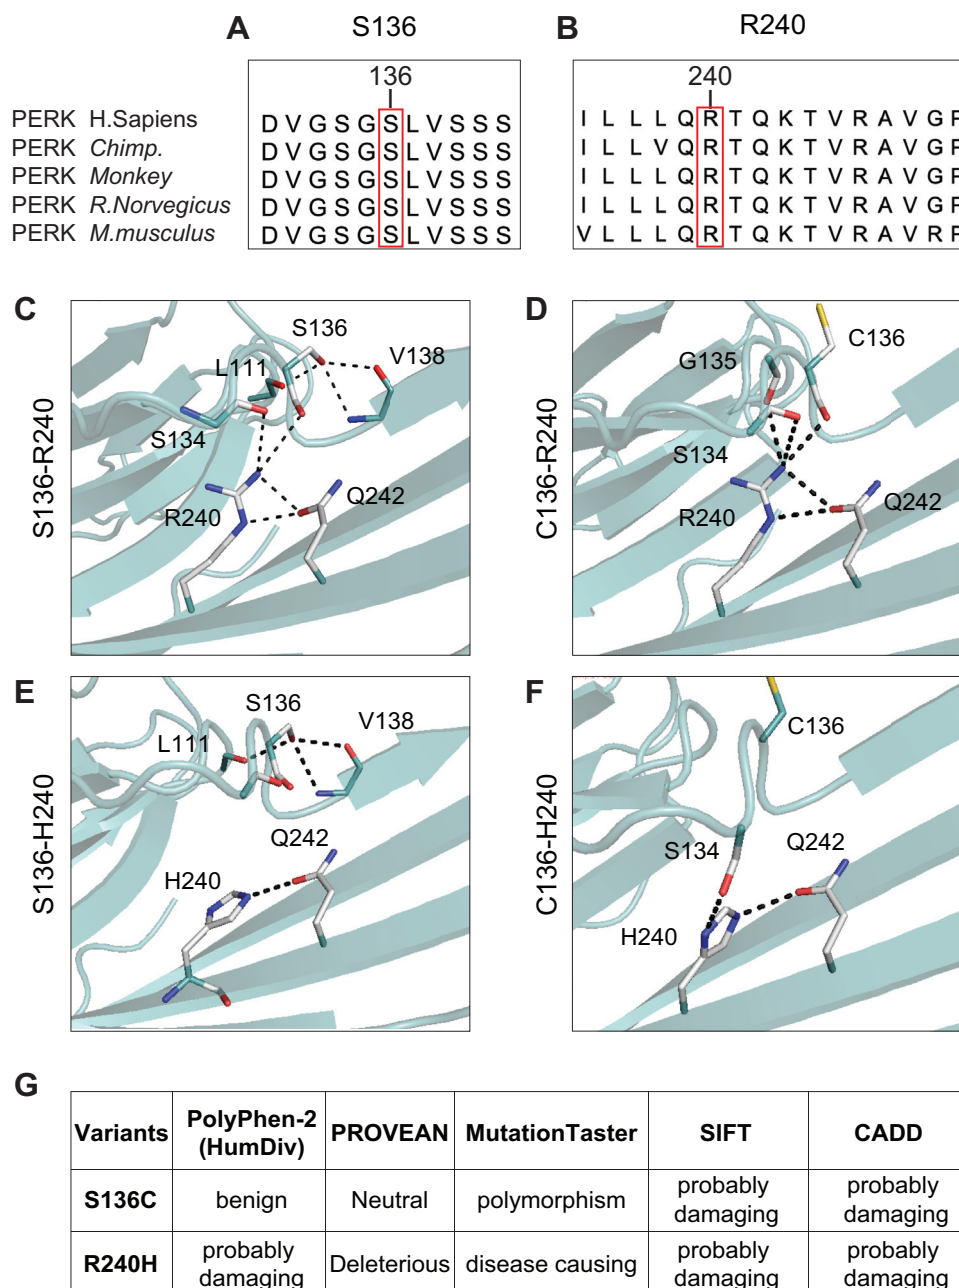 A S136
B R240
136
240
PERK H.Sapiens D V G S G S L V S S S I L L L Q R T Q K T V R A V G P
PERK Chimp. D V G S G S L V S S S I L L V Q R T Q K T V R A V G P
PERK Monkey D V G S G S L V S S S I L L L Q R T Q K T V R A V G P
PERK R.Norvegicus D V G S G S L V S S S I L L L Q R T Q K T V R A V G P
PERK M.musculus D V G S G S L V S S S V L L L Q R T Q K T V R A V R P
C
S136-R240
S136
L111
V138
S134
R240
Q242
D
C136-R240
G135
C136
S134
R240
Q242
E
S136-H240
S136
L111
V138
Q242
H240
F
C136-H240
C136
S134
Q242
H240
G
Variants PolyPhen-2 (HumDiv) PROVEAN MutationTaster SIFT CADD
S136C benign Neutral polymorphism probably damaging probably damaging
R240H probably damaging Deleterious disease causing probably damaging probably damaging